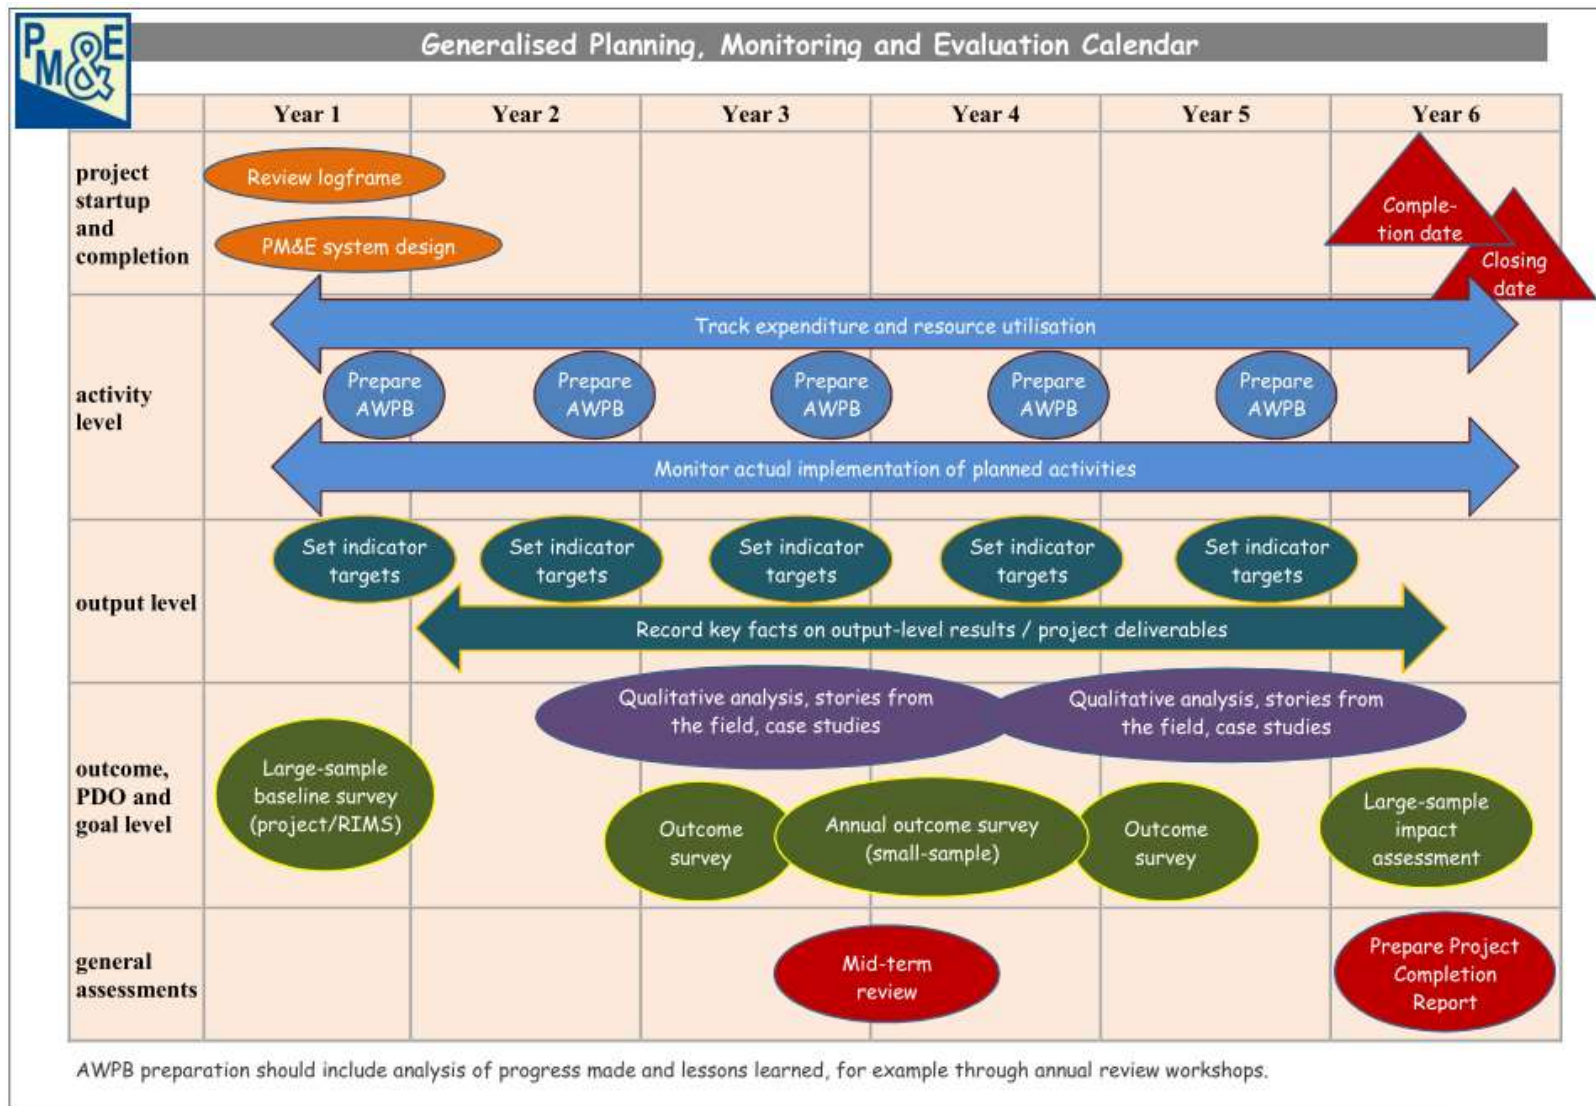 PM&E
Generalised Planning, Monitoring and Evaluation Calendar
Year 1
Year 2
Year 3
Year 4
Year 5
Year 6
project
startup
and
completion
Review logframe
PM&E system design
Comple-
tion date
Closing
date
activity
level
Track expenditure and resource utilisation
Prepare
AWPB
Prepare
AWPB
Prepare
AWPB
Prepare
AWPB
Prepare
AWPB
Monitor actual implementation of planned activities
output level
Set indicator
targets
Set indicator
targets
Set indicator
targets
Set indicator
targets
Set indicator
targets
Record key facts on output-level results / project deliverables
outcome,
PDO and
goal level
Qualitative analysis, stories from
the field, case studies
Qualitative analysis, stories from
the field, case studies
Large-sample
baseline survey
(project/RIMS)
Outcome
survey
Annual outcome survey
(small-sample)
Outcome
survey
Large-sample
impact
assessment
general
assessments
Mid-term
review
Prepare Project
Completion
Report
AWPB preparation should include analysis of progress made and lessons learned, for example through annual review workshops.